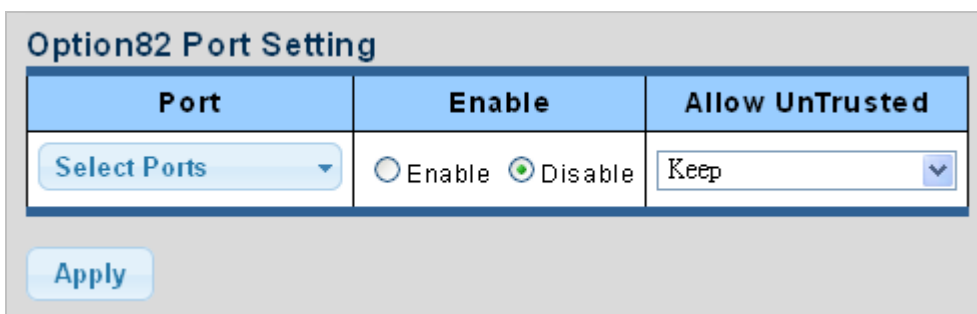 Option82 Port Setting
Port Enable Allow UnTrusted
Select Ports Enable Disable Keep
Apply